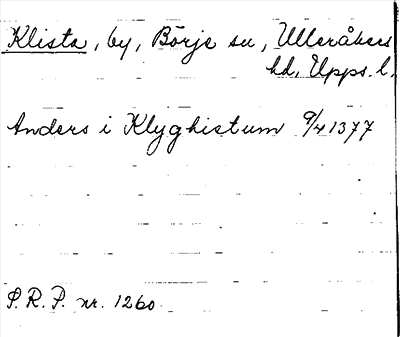 Klista, by, Börje sn, Ulleråkers
hd, Upps. l.
Anders i Klyghistum 9/4 1377
S. R. P. nr. 1260